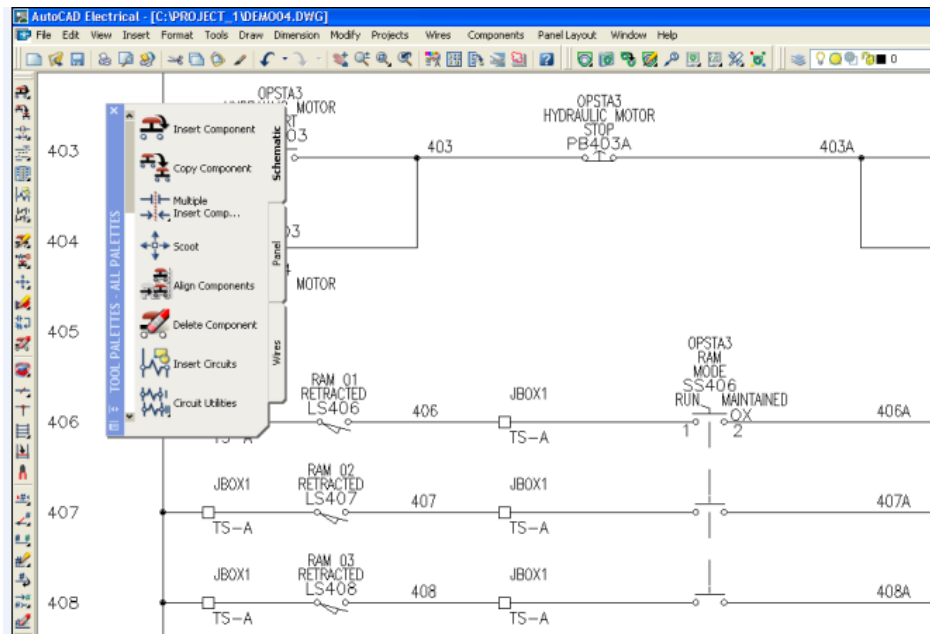 AutoCAD Electrical - [C:\PROJECT_1\DEMO04.DWG]
File Edit View Insert Format Tools Draw Dimension Modify Projects Wires Components Panel Layout Window Help
0
Insert Component
Copy Component
Multiple
Insert Comp...
Scoot
Align Components
Delete Component
Insert Circuits
Circuit Utilities
Schematic
Panel
Wires
TOOL PALETTES - ALL PALETTES
403
OPSTA3
MOTOR
403
OPSTA3
HYDRAULIC MOTOR
STOP
PB403A
403A
404
MOTOR
405
406
TS-A
RAM 01
RETRACTED
LS406
406
JBOX1
TS-A
OPSTA3
RAM
MODE
SS406
RUN MAINTAINED
OX
1 2
406A
407
JBOX1
TS-A
RAM 02
RETRACTED
LS407
407
JBOX1
TS-A
407A
408
JBOX1
TS-A
RAM 03
RETRACTED
LS408
408
JBOX1
TS-A
408A